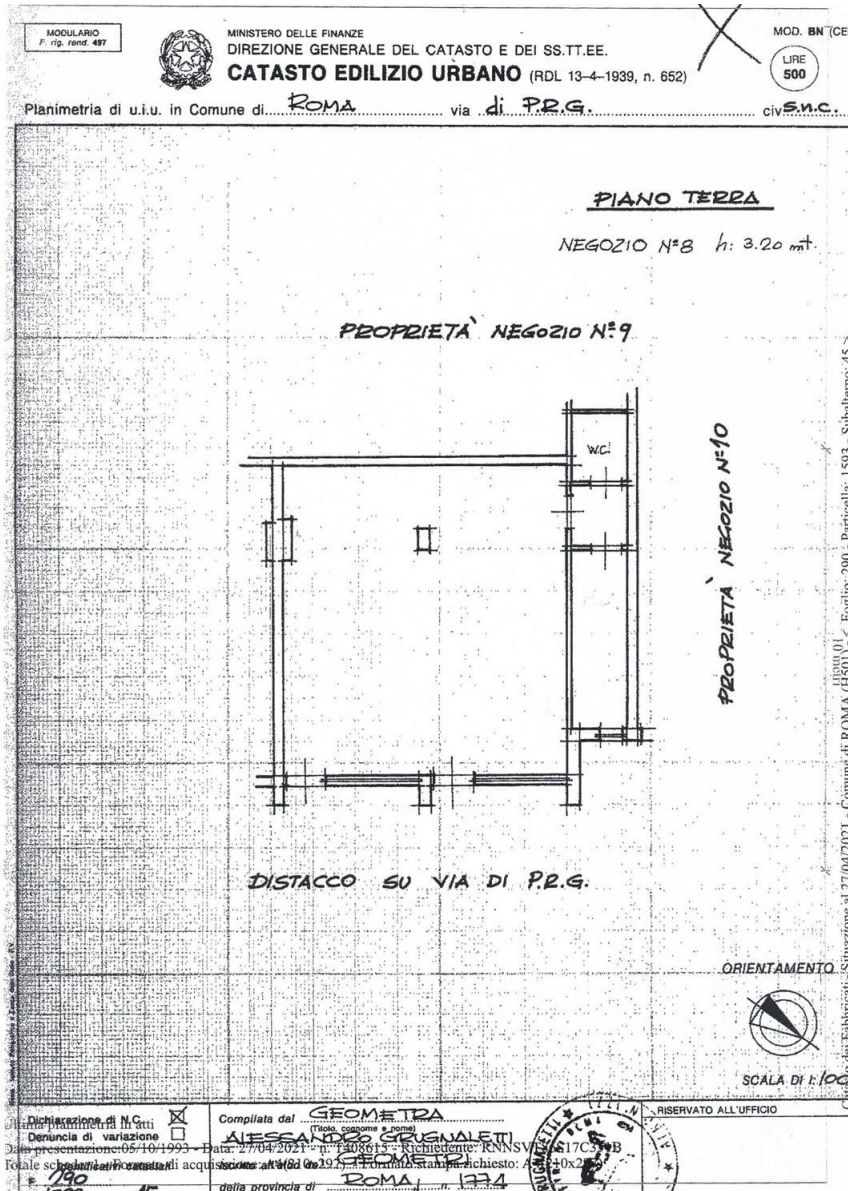 MODULARIO
F. rig. rend. 497
MINISTERO DELLE FINANZE
DIREZIONE GENERALE DEL CATASTO E DEI SS.TT.EE.
CATASTO EDILIZIO URBANO (RDL 13-4-1939, n. 652)
MOD. BN (CE
LIRE
500
Planimetria di u.i.u. in Comune di ROMA via di P.R.G. civ S.n.c.
PIANO TERRA
NEGOZIO N°8 h: 3.20 mt.
PROPRIETA' NEGOZIO N°9
W.C.
PROPRIETA' NEGOZIO N°10
DISTACCO SU VIA DI P.R.G.
Situazione al 27/04/2021 - Comune di ROMA (H501) - < Foglio: 290 - Particella: 1593 - Subalterno: 45 >
ORIENTAMENTO
SCALA DI 1:100
Dichiarazione di N.C.
Denuncia di variazione
planimetria in atti
Data presentazione:05/10/1993 - Data: 27/04/2021 - n. T408615 - Richiedente:
Compilata dal GEOMETRA
(Titolo, cognome e nome)
ALESSANDRO GRUGNALETTI
GEOMETRI
della provincia di ROMA n. 1774
RISERVATO ALL'UFFICIO